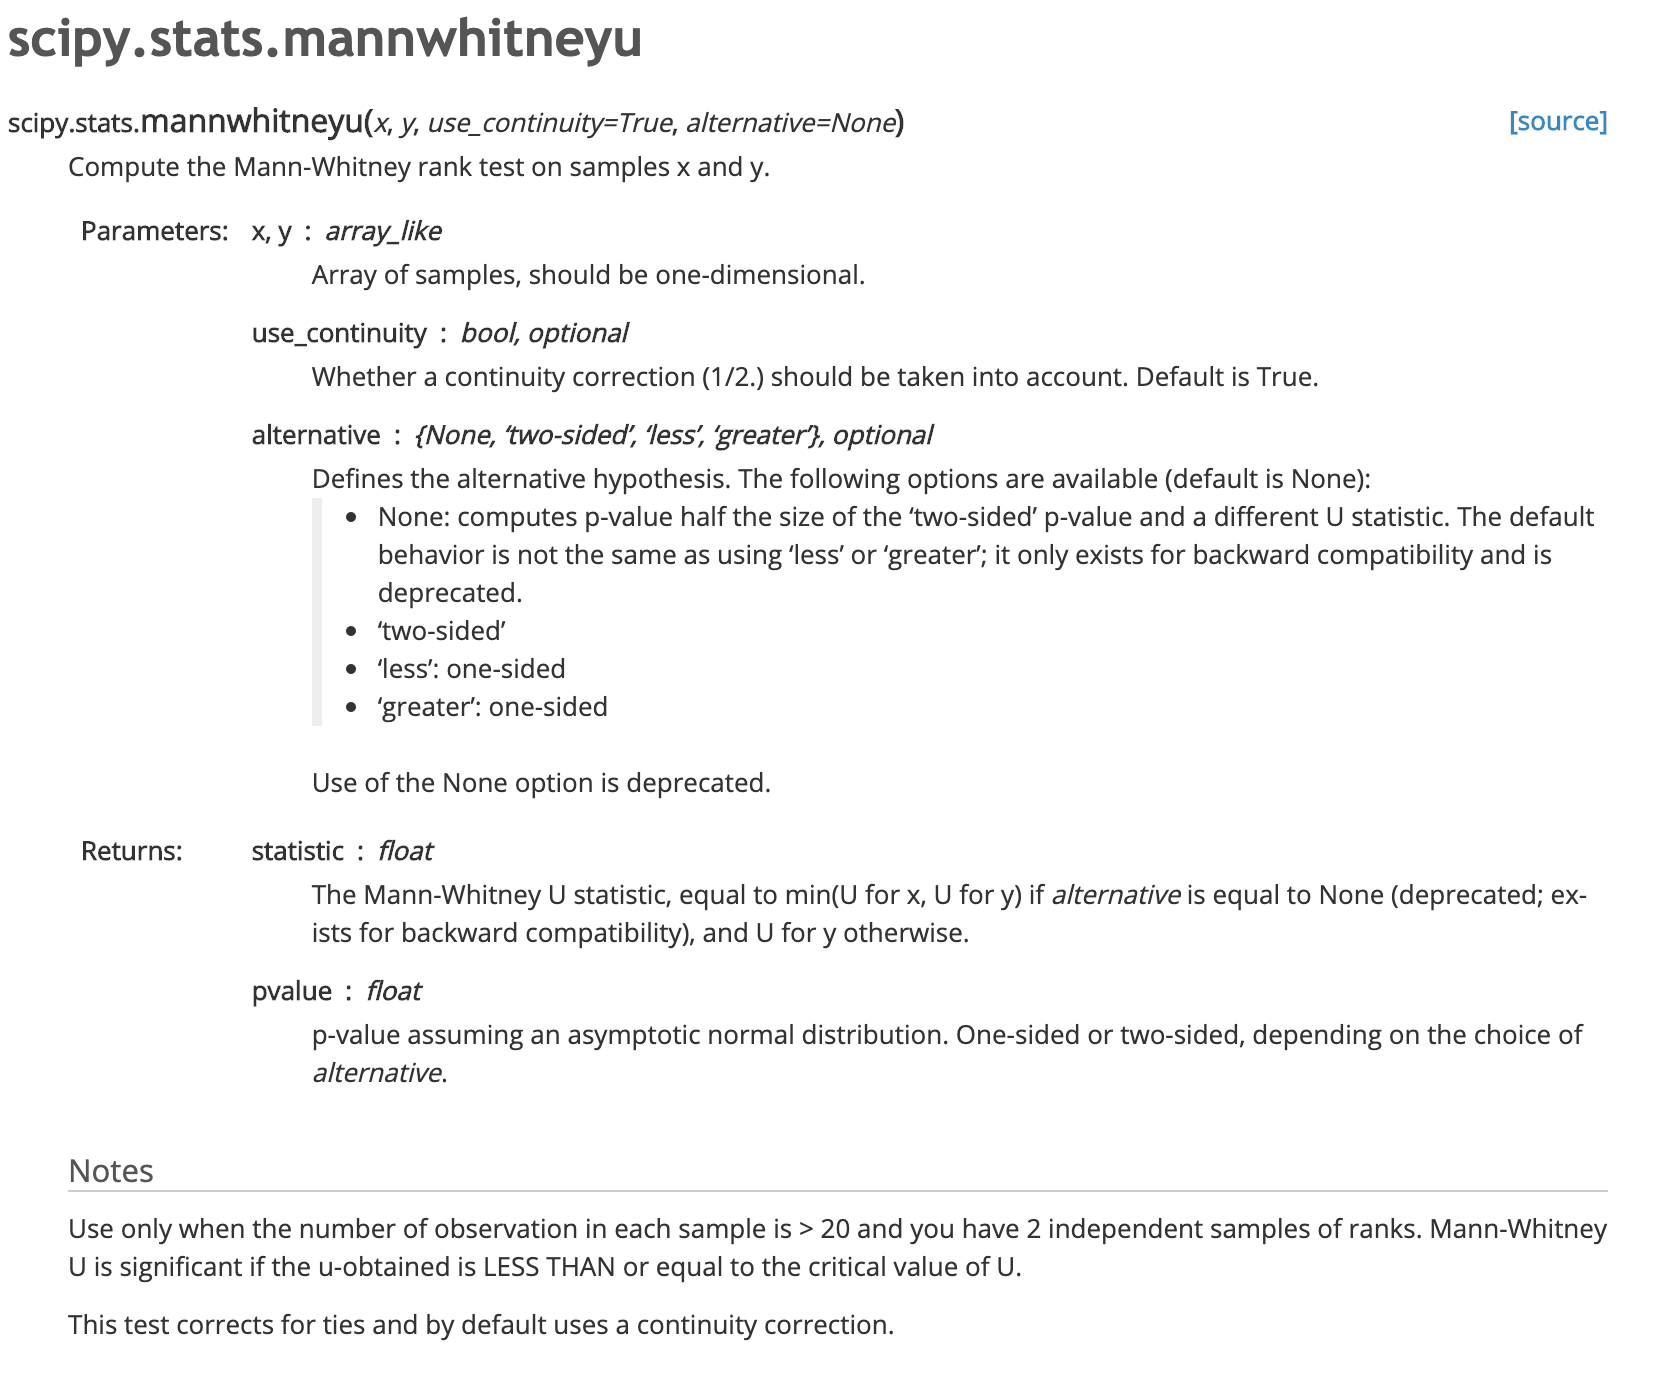 scipy.stats.mannwhitneyu
scipy.stats.mannwhitneyu(x, y, use_continuity=True, alternative=None) [source]
Compute the Mann-Whitney rank test on samples x and y.
Parameters: x, y : array_like
Array of samples, should be one-dimensional.
use_continuity : bool, optional
Whether a continuity correction (1/2.) should be taken into account. Default is True.
alternative : {None, ‘two-sided’, ‘less’, ‘greater’}, optional
Defines the alternative hypothesis. The following options are available (default is None):
• None: computes p-value half the size of the ‘two-sided’ p-value and a different U statistic. The default
behavior is not the same as using ‘less’ or ‘greater’; it only exists for backward compatibility and is
deprecated.
• ‘two-sided’
• ‘less’: one-sided
• ‘greater’: one-sided
Use of the None option is deprecated.
Returns: statistic : float
The Mann-Whitney U statistic, equal to min(U for x, U for y) if alternative is equal to None (deprecated; ex-
ists for backward compatibility), and U for y otherwise.
pvalue : float
p-value assuming an asymptotic normal distribution. One-sided or two-sided, depending on the choice of
alternative.
Notes
Use only when the number of observation in each sample is > 20 and you have 2 independent samples of ranks. Mann-Whitney
U is significant if the u-obtained is LESS THAN or equal to the critical value of U.
This test corrects for ties and by default uses a continuity correction.